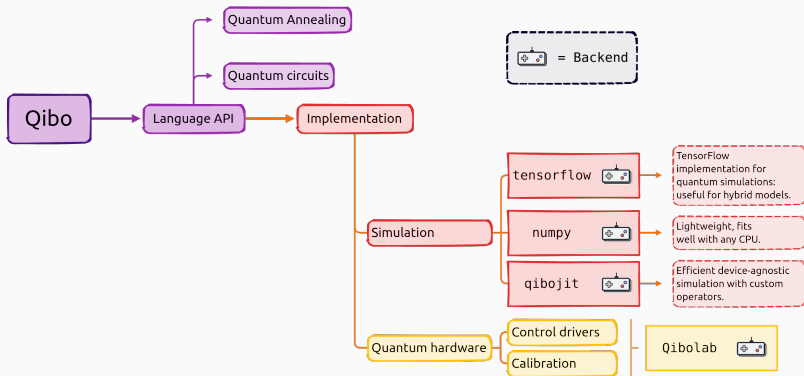 Quantum Annealing
= Backend
Quantum circuits
Qibo
Language API
Implementation
tensorflow
TensorFlow
implementation for
quantum simulations:
useful for hybrid models.
Simulation
numpy
Lightweight, fits
well with any CPU.
qibojit
Efficient device-agnostic
simulation with custom
operators.
Quantum hardware
Control drivers
Calibration
Qibolab